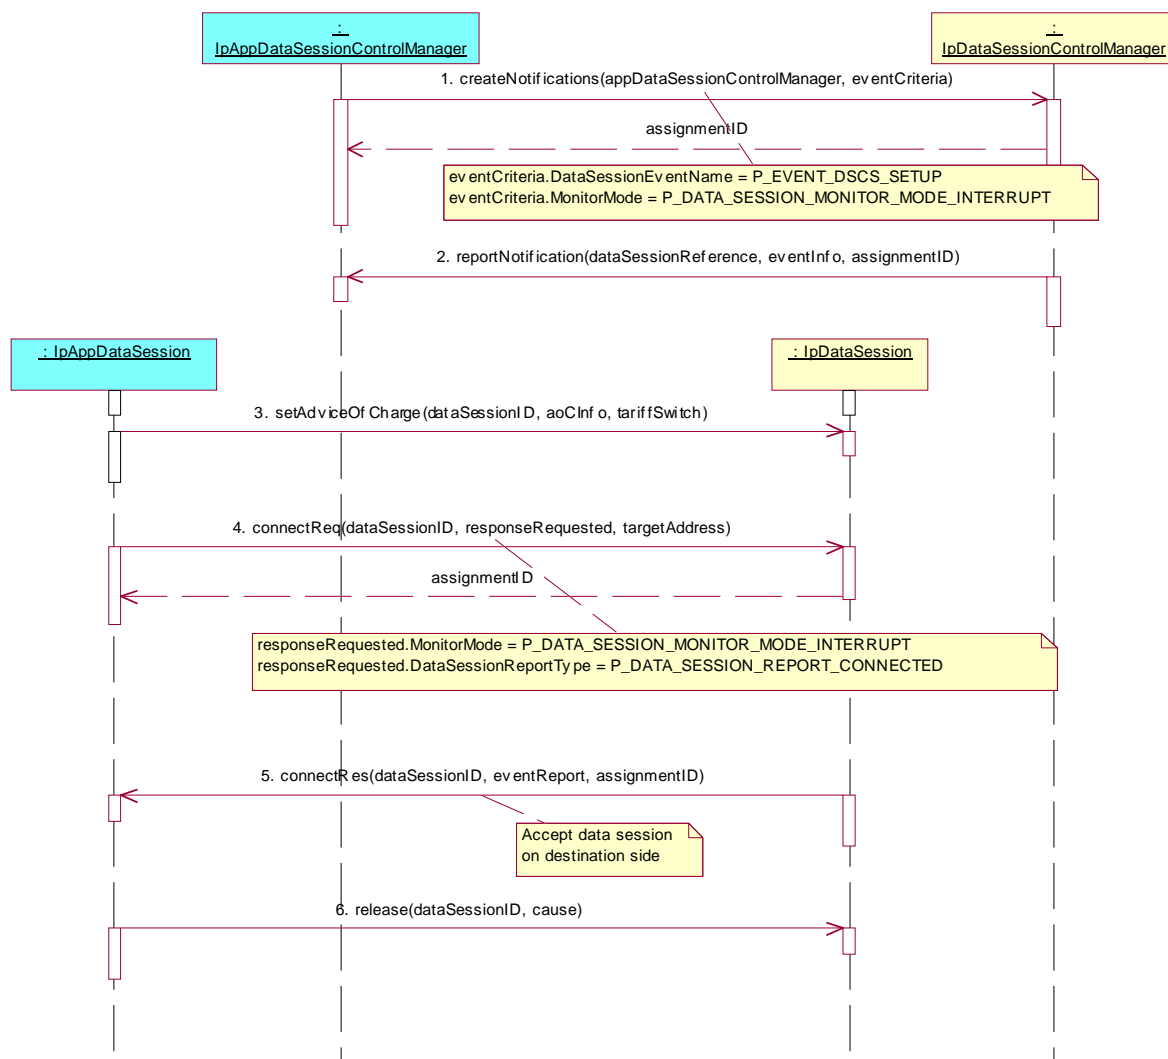 :
IpAppDataSessionControlManager
:
IpDataSessionControlManager
1. createNotifications(appDataSessionControlManager, eventCriteria)
assignmentID
eventCriteria.DataSessionEventName = P_EVENT_DSCS_SETUP
eventCriteria.MonitorMode = P_DATA_SESSION_MONITOR_MODE_INTERRUPT
2. reportNotification(dataSessionReference, eventInfo, assignmentID)
: IpAppDataSession
: IpDataSession
3. setAdviceOfCharge(dataSessionID, aoCInfo, tariffSwitch)
4. connectReq(dataSessionID, responseRequested, targetAddress)
assignmentID
responseRequested.MonitorMode = P_DATA_SESSION_MONITOR_MODE_INTERRUPT
responseRequested.DataSessionReportType = P_DATA_SESSION_REPORT_CONNECTED
5. connectRes(dataSessionID, eventReport, assignmentID)
Accept data session
on destination side
6. release(dataSessionID, cause)